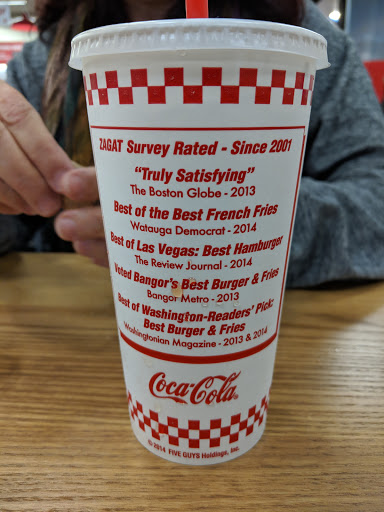 ZAGAT Survey Rated - Since 2001
“Truly Satisfying”
The Boston Globe - 2013
Best of the Best French Fries
Watauga Democrat - 2014
Best of Las Vegas: Best Hamburger
The Review Journal - 2014
Voted Bangor's Best Burger & Fries
Bangor Metro - 2013
Best of Washington-Readers' Pick:
Best Burger & Fries
Washingtonian Magazine - 2013 & 2014
Coca-Cola®
© 2014 FIVE GUYS Holdings, Inc.